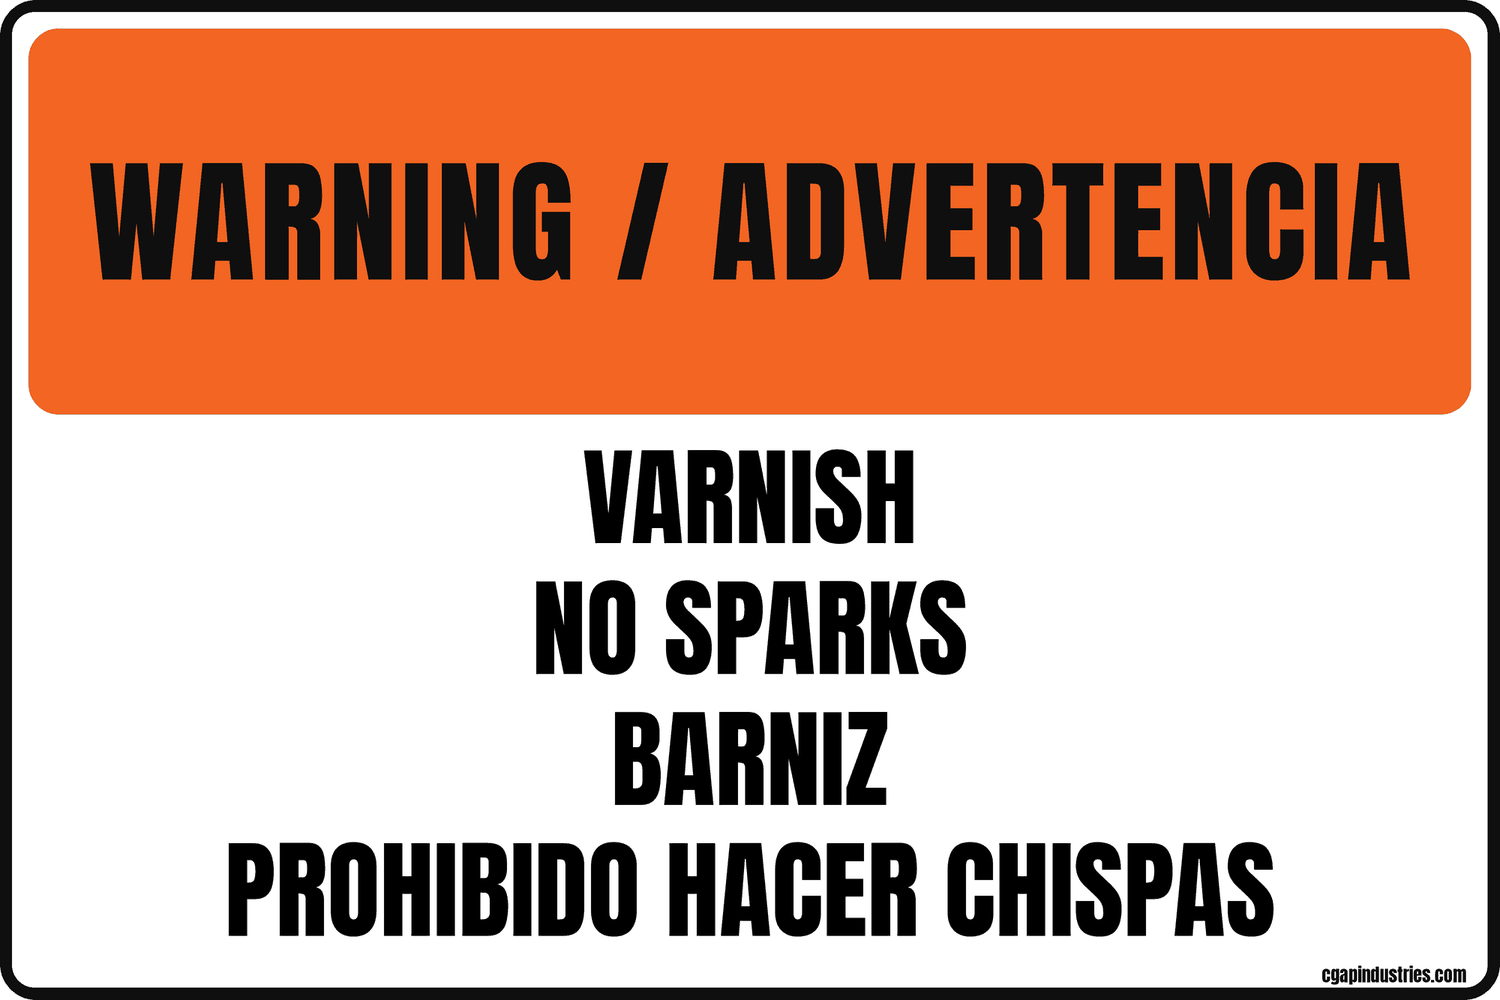 WARNING / ADVERTENCIA
VARNISH
NO SPARKS
BARNIZ
PROHIBIDO HACER CHISPAS
cgapindustries.com